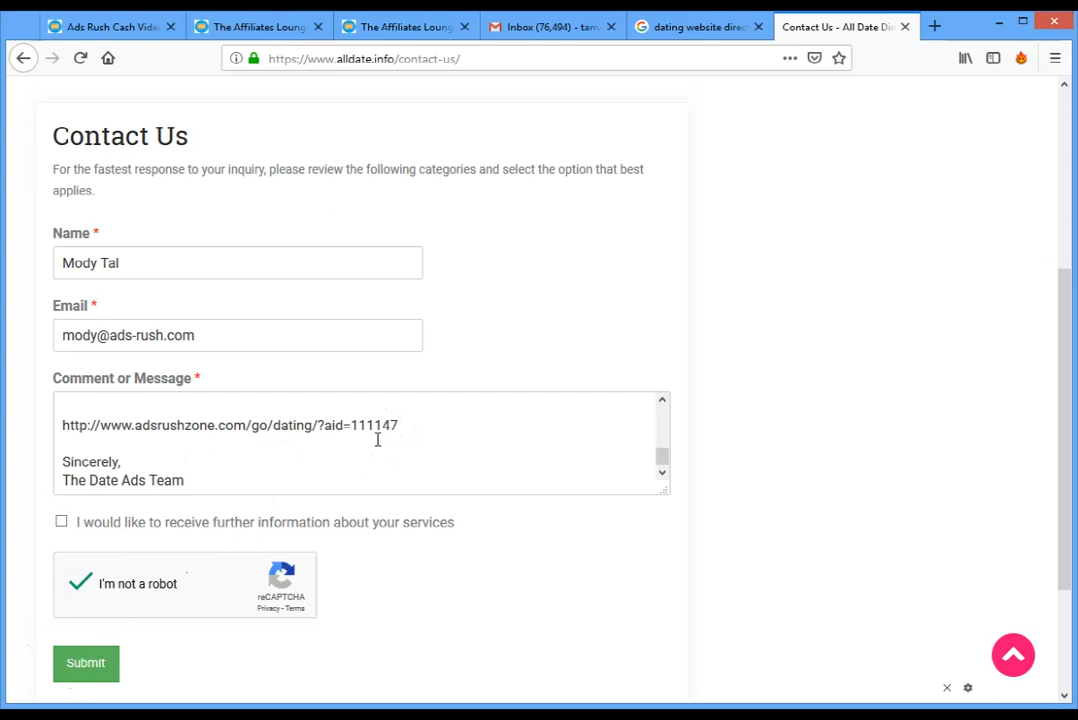 Ads Rush Cash Vide
The Affiliates Loung
The Affiliates Loung
Inbox (76,494) - tam
dating website direc
Contact Us - All Date Dir
https://www.alldate.info/contact-us/
Contact Us
For the fastest response to your inquiry, please review the following categories and select the option that best
applies.
Name *
Mody Tal
Email *
mody@ads-rush.com
Comment or Message *
http://www.adsrushzone.com/go/dating/?aid=111147
Sincerely,
The Date Ads Team
I would like to receive further information about your services
I'm not a robot
reCAPTCHA
Privacy - Terms
Submit